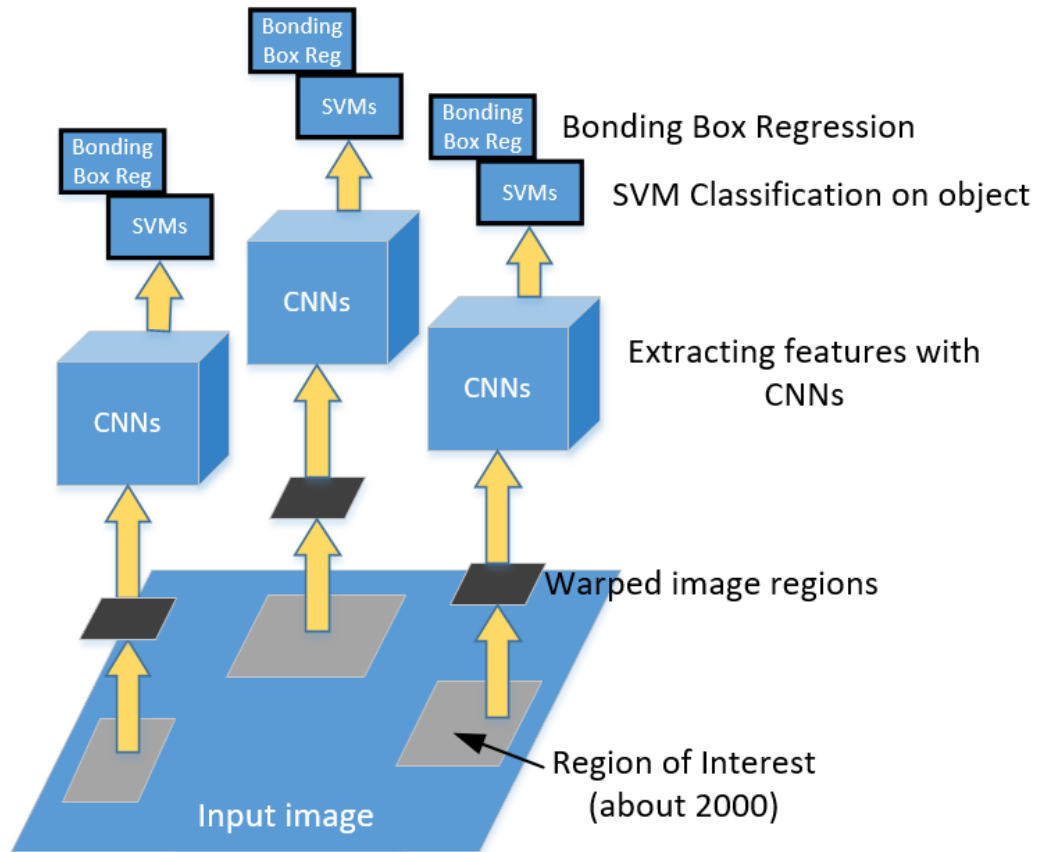 Bonding
Box Reg
SVMs
Bonding
Box Reg
SVMs
Bonding
Box Reg
SVMs
Bonding Box Regression
SVM Classification on object
CNNs
CNNs
CNNs
Extracting features with
CNNs
Warped image regions
Region of Interest
(about 2000)
Input image